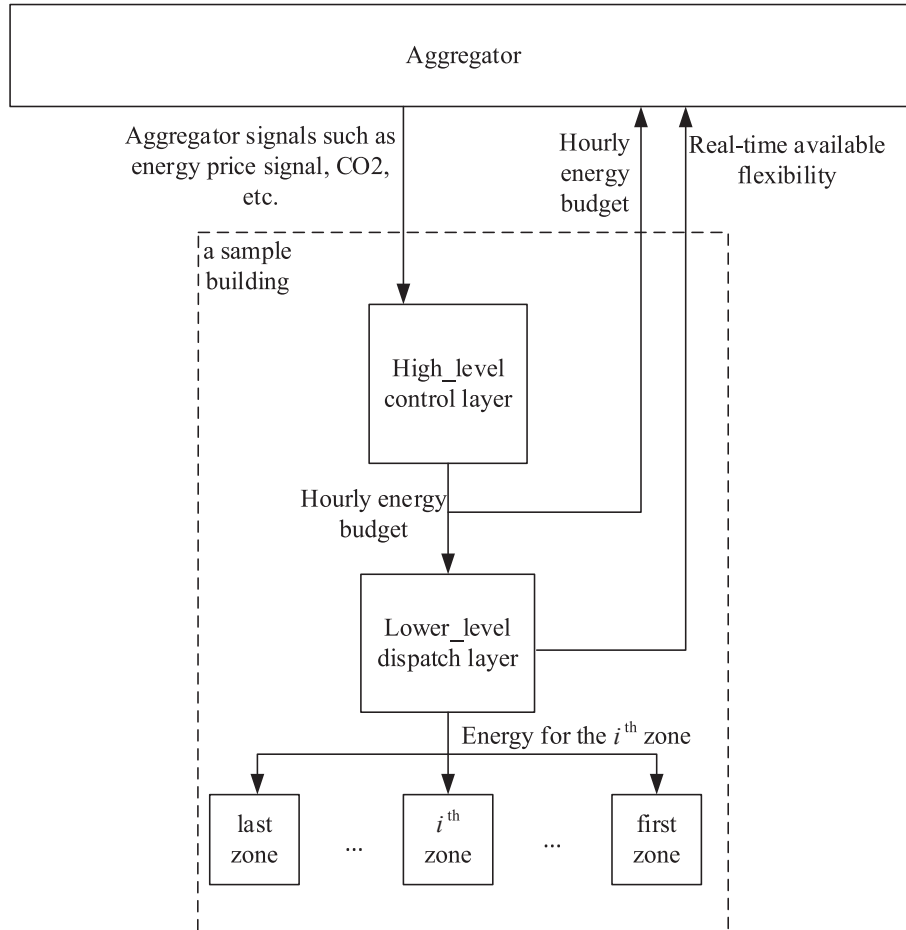 Aggregator
Aggregator signals such as
energy price signal, CO2,
etc.
Hourly
energy
budget
Real-time available
flexibility
a sample
building
High_level
control layer
Hourly energy
budget
Lower_level
dispatch layer
Energy for the i th zone
last
zone
...
i th
zone
...
first
zone